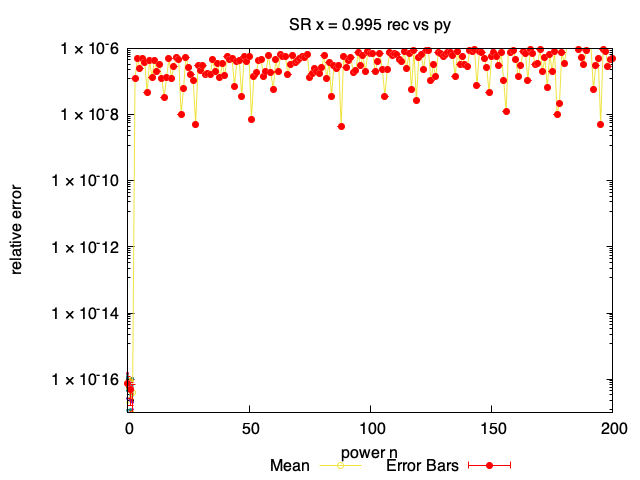 SR x = 0.995 rec vs py
1 × 10-6
1 × 10-8
1 × 10-10
1 × 10-12
1 × 10-14
1 × 10-16
relative error
0 50 100 150 200
power n
Mean Error Bars